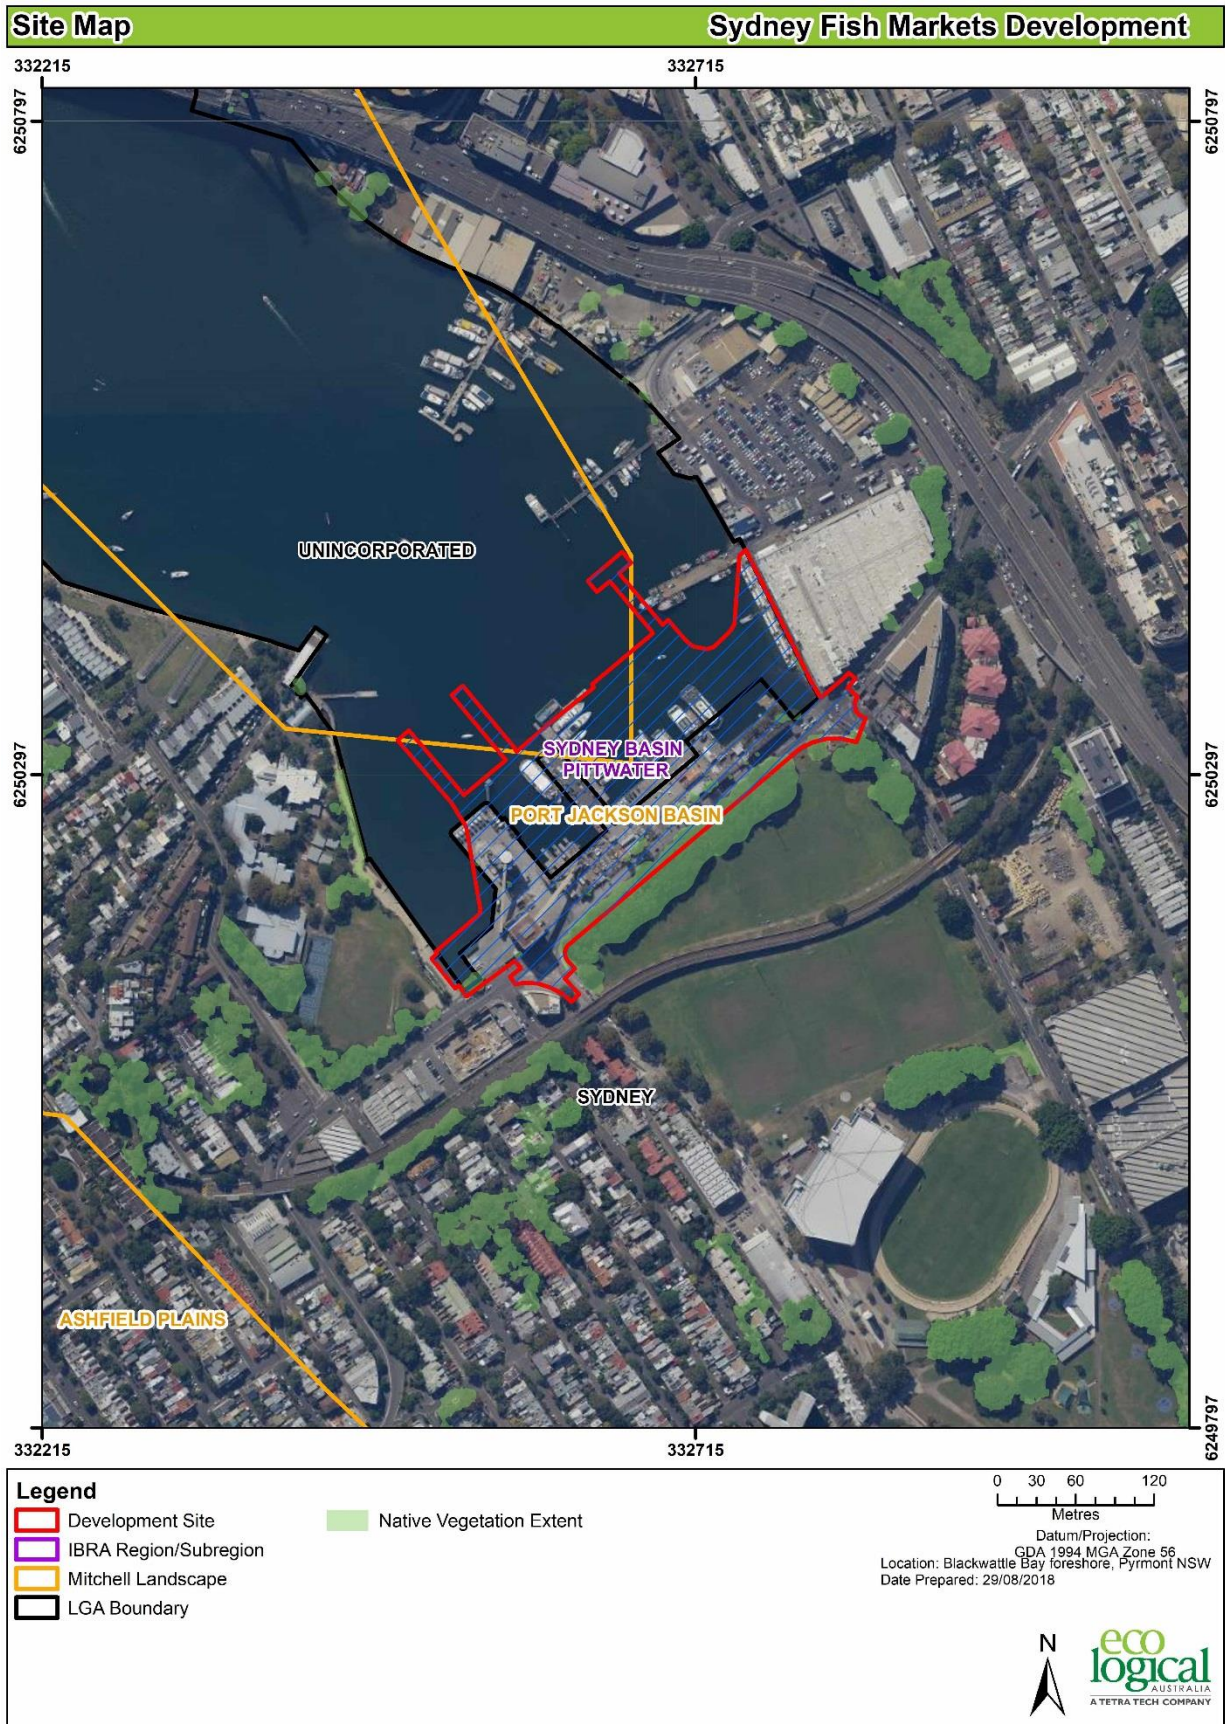 Site Map
Sydney Fish Markets Development
332215
332715
6250797
6250797
UNINCORPORATED
SYDNEY BASIN
PITTWATER
PORT JACKSON BASIN
6250297
6250297
SYDNEY
ASHFIELD PLAINS
6249797
332215
332715
Legend
Development Site
IBRA Region/Subregion
Mitchell Landscape
LGA Boundary
Native Vegetation Extent
0 30 60 120
Metres
Datum/Projection:
GDA 1994 MGA Zone 56
Location: Blackwattle Bay foreshore, Pyrmont NSW
Date Prepared: 29/08/2018
N
eco
logical
AUSTRALIA
A TETRA TECH COMPANY